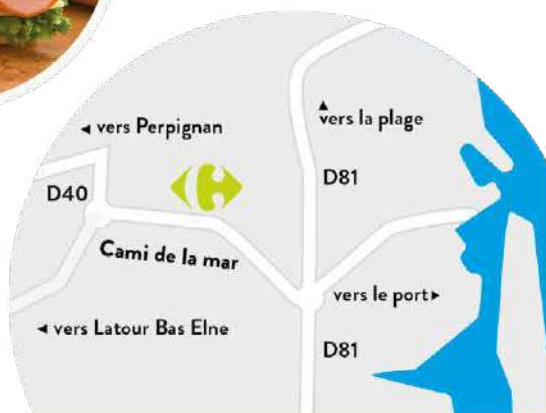 ◂ vers Perpignan
vers la plage
D40
D81
Cami de la mar
vers le port▸
◂ vers Latour Bas Elne
D81